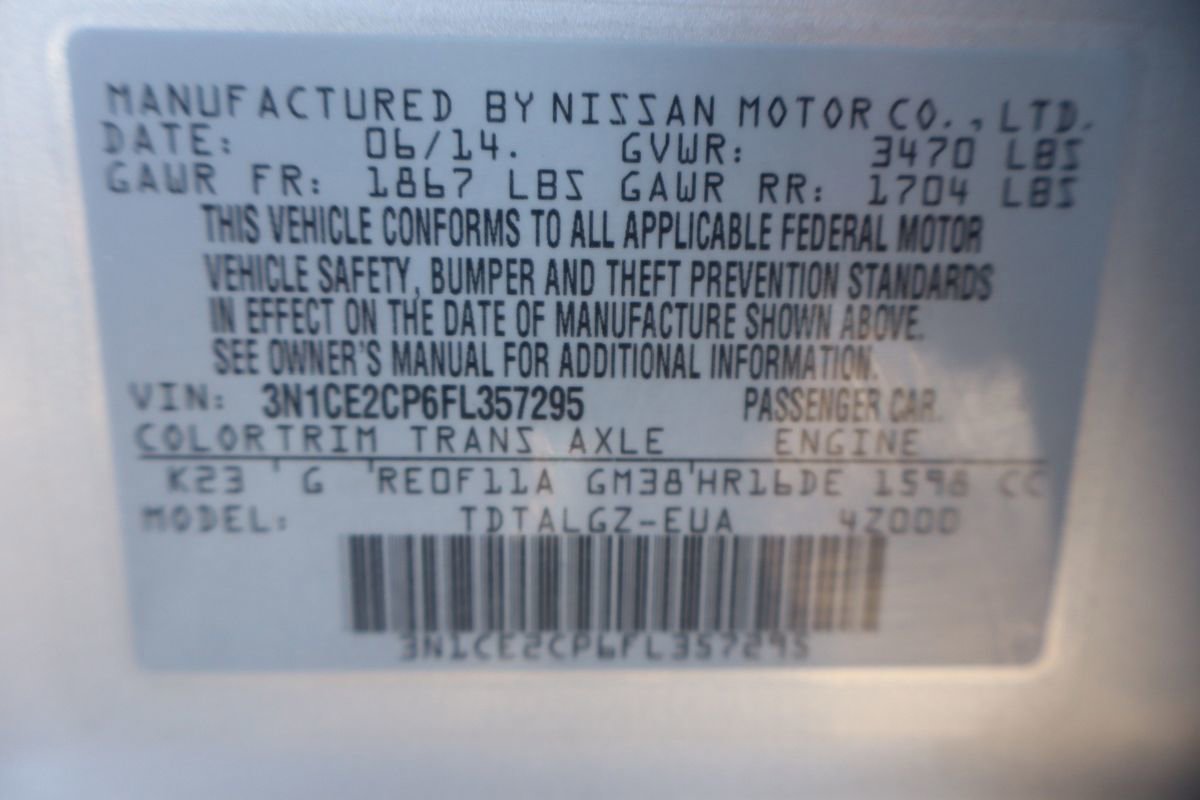 MANUFACTURED BY NISSAN MOTOR CO., LTD.
DATE: 06/14. GVWR: 3470 LBS
GAWR FR: 1867 LBS GAWR RR: 1704 LBS
THIS VEHICLE CONFORMS TO ALL APPLICABLE FEDERAL MOTOR
VEHICLE SAFETY, BUMPER AND THEFT PREVENTION STANDARDS
IN EFFECT ON THE DATE OF MANUFACTURE SHOWN ABOVE.
SEE OWNER'S MANUAL FOR ADDITIONAL INFORMATION.
VIN: 3N1CE2CP6FL357295 PASSENGER CAR.
COLORTRIM TRANS AXLE ENGINE
K23 ' G ' RE0F11A GM38 ' HR16DE 1598 CC
MODEL: TDTALGZ-EUA 4Z000
3N1CE2CP6FL357295